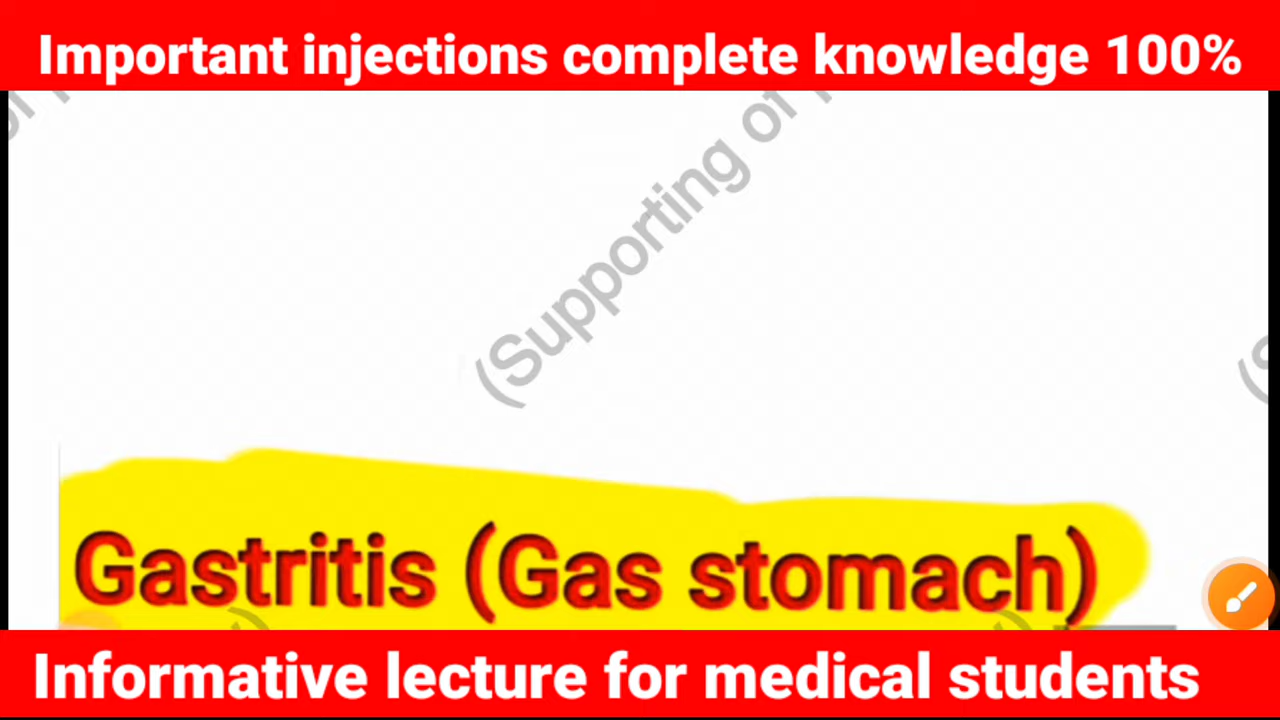 Important injections complete knowledge 100%
(Supporting of
Gastritis (Gas stomach)
Informative lecture for medical students